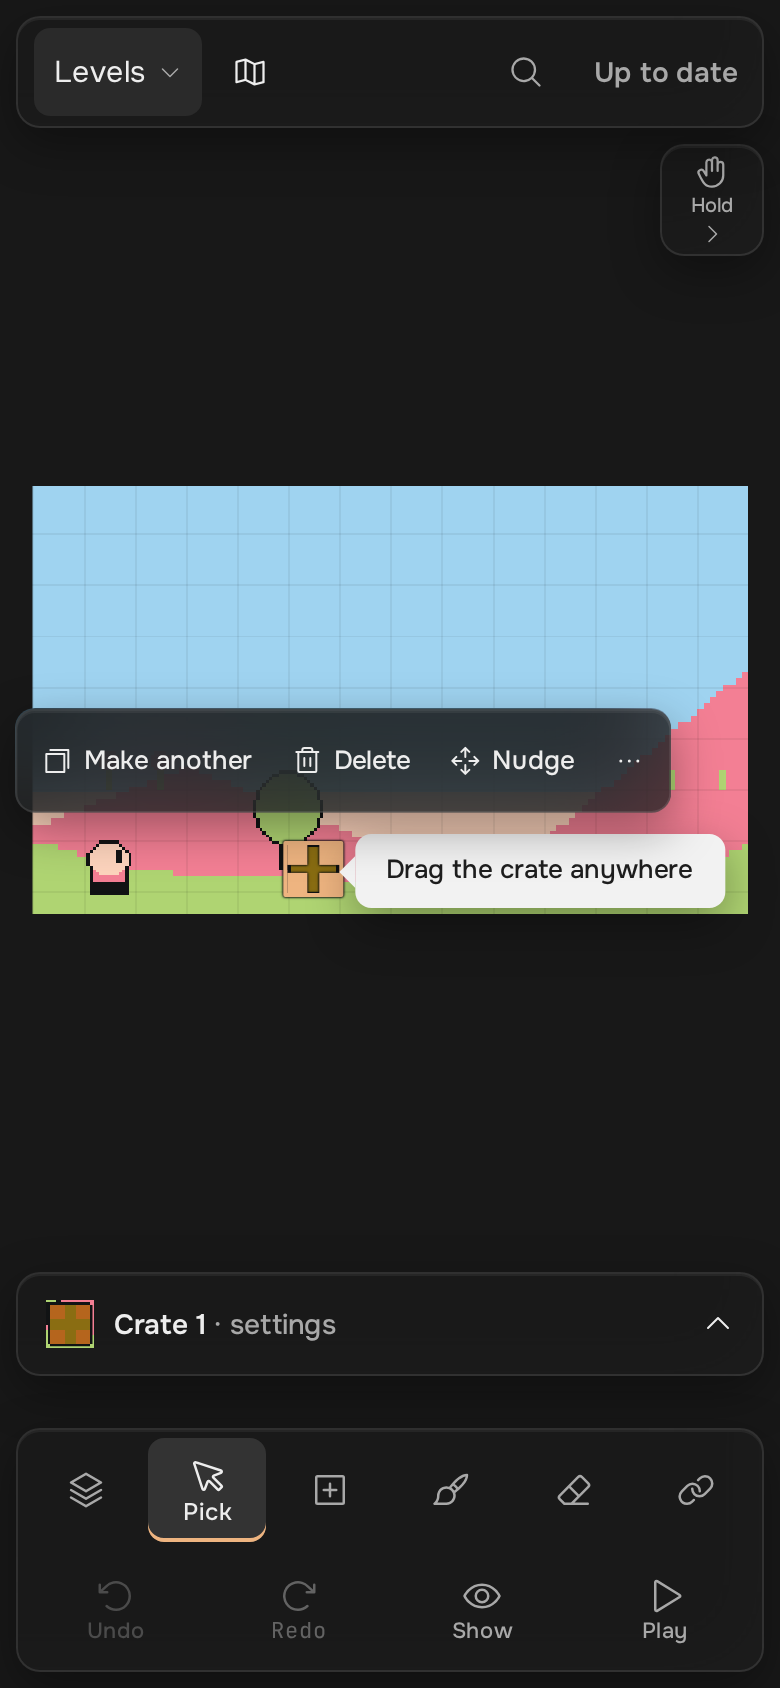 Levels
Up to date
Hold
Make another
Delete
Nudge
Drag the crate anywhere
Crate 1 · settings
Pick
Undo
Redo
Show
Play